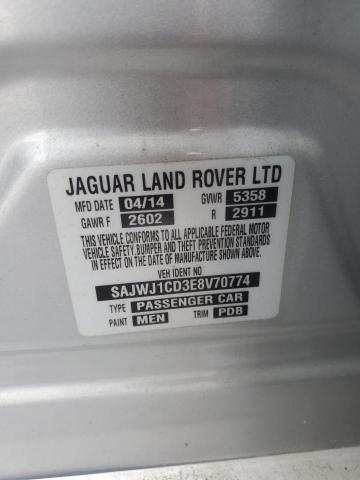 JAGUAR LAND ROVER LTD
MFD DATE 04/14 GVWR 5358
GAWR F 2602 R 2911
THIS VEHICLE CONFORMS TO ALL APPLICABLE FEDERAL MOTOR
VEHICLE SAFETY, BUMPER AND THEFT PREVENTION STANDARDS
IN EFFECT ON THE DATE OF MANUFACTURE SHOWN ABOVE.
VEH IDENT NO
SAJWJ1CD3E8V70774
TYPE PASSENGER CAR
PAINT MEN TRIM PDB